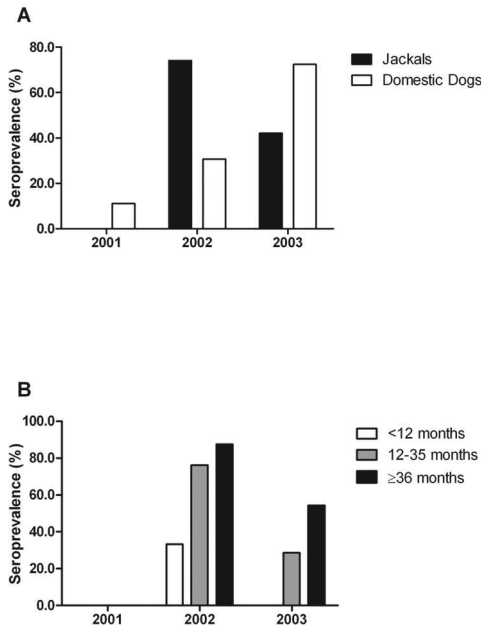 A
80.0
60.0
40.0
20.0
0.0
Seroprevalence (%)
2001 2002 2003
Jackals
Domestic Dogs
B
100.0
80.0
60.0
40.0
20.0
0.0
Seroprevalence (%)
2001 2002 2003
<12 months
12-35 months
≥36 months